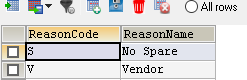 All rows
ReasonCode ReasonName
S No Spare
V Vendor